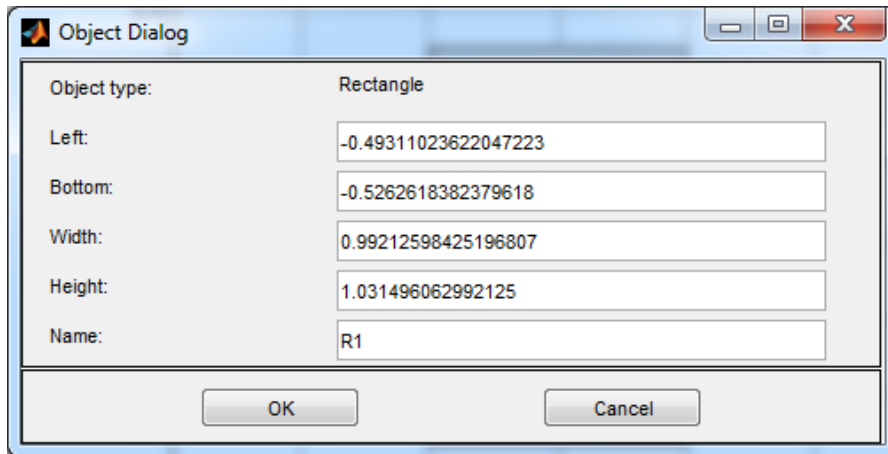 Object Dialog
Object type: Rectangle
Left: -0.49311023622047223
Bottom: -0.5262618382379618
Width: 0.99212598425196807
Height: 1.031496062992125
Name: R1
OK Cancel